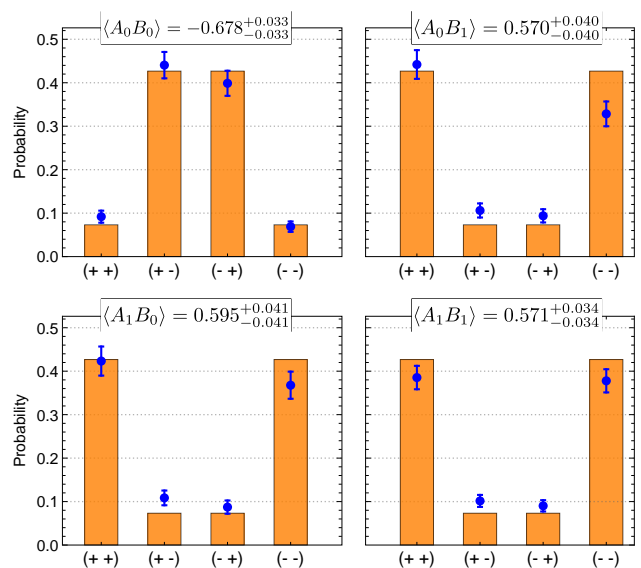 ⟨A₀B₀⟩ = −0.678 +0.033 −0.033
⟨A₀B₁⟩ = 0.570 +0.040 −0.040
Probability
0.5
0.4
0.3
0.2
0.1
0.0
(+ +) (+ -) (- +) (- -)
(+ +) (+ -) (- +) (- -)
⟨A₁B₀⟩ = 0.595 +0.041 −0.041
⟨A₁B₁⟩ = 0.571 +0.034 −0.034
Probability
0.5
0.4
0.3
0.2
0.1
0.0
(+ +) (+ -) (- +) (- -)
(+ +) (+ -) (- +) (- -)